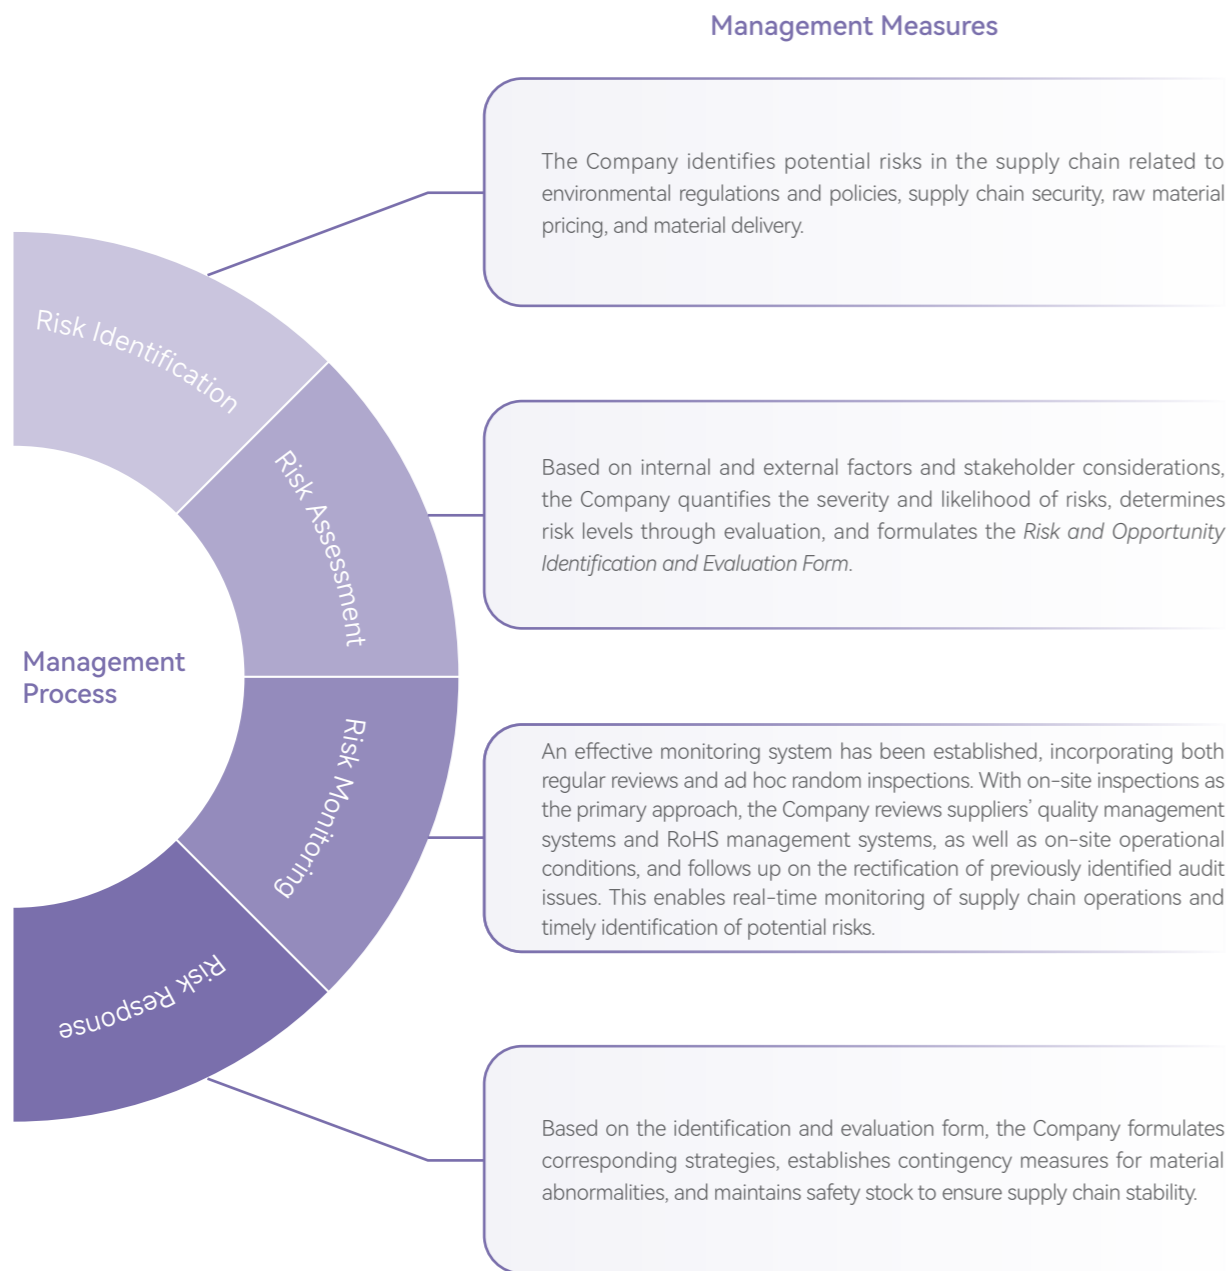 Management Measures
Risk Identification
The Company identifies potential risks in the supply chain related to
environmental regulations and policies, supply chain security, raw material
pricing, and material delivery.
Risk Assessment
Based on internal and external factors and stakeholder considerations,
the Company quantifies the severity and likelihood of risks, determines
risk levels through evaluation, and formulates the Risk and Opportunity
Identification and Evaluation Form.
Management
Process
Risk Monitoring
An effective monitoring system has been established, incorporating both
regular reviews and ad hoc random inspections. With on-site inspections as
the primary approach, the Company reviews suppliers’ quality management
systems and RoHS management systems, as well as on-site operational
conditions, and follows up on the rectification of previously identified audit
issues. This enables real-time monitoring of supply chain operations and
timely identification of potential risks.
Risk Response
Based on the identification and evaluation form, the Company formulates
corresponding strategies, establishes contingency measures for material
abnormalities, and maintains safety stock to ensure supply chain stability.